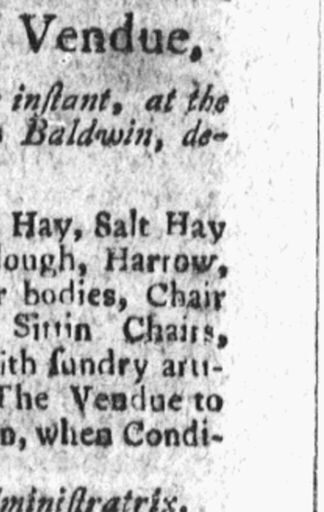 Vendue,
inſtant, at the
Baldwin, de-
Hay, Salt Hay
lough, Harrow,
r bodies, Chair
Sittin Chairs,
ith ſundry arti-
The Vendue to
n, when Condi-
miniſtratrix.